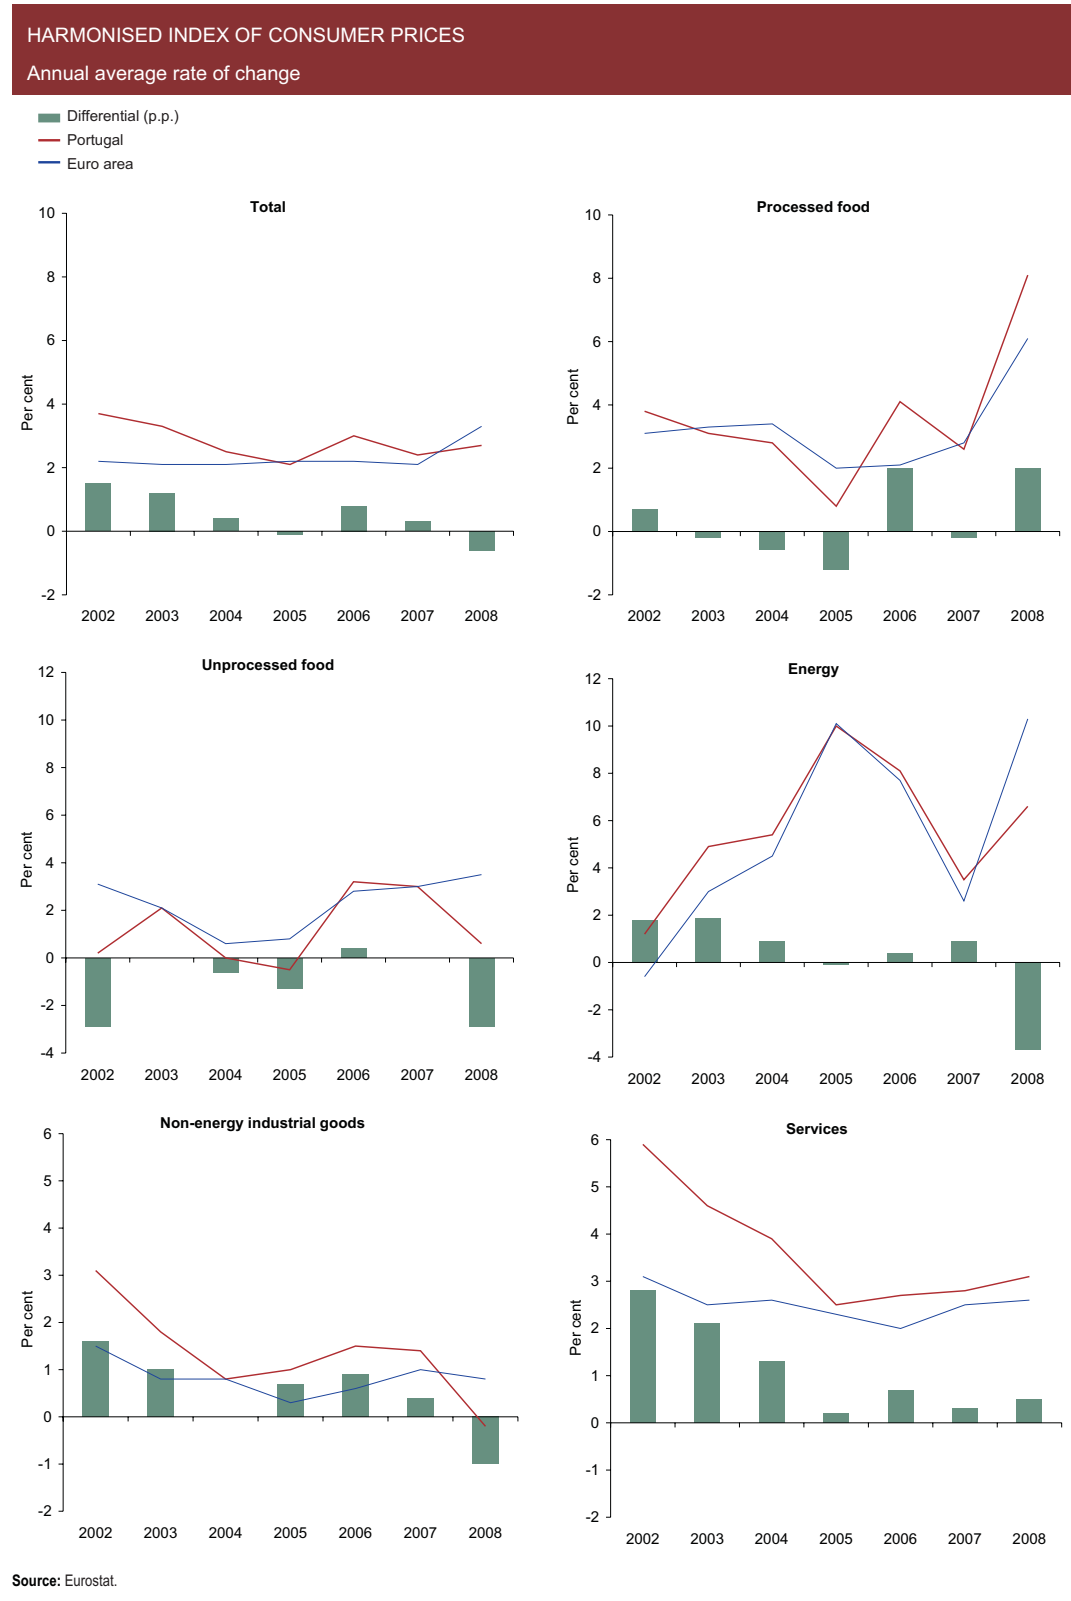 HARMONISED INDEX OF CONSUMER PRICES
Annual average rate of change
Differential (p.p.)
Portugal
Euro area
Total
Per cent
10
8
6
4
2
0
-2
2002 2003 2004 2005 2006 2007 2008
Processed food
Per cent
10
8
6
4
2
0
-2
2002 2003 2004 2005 2006 2007 2008
Unprocessed food
Per cent
12
10
8
6
4
2
0
-2
-4
2002 2003 2004 2005 2006 2007 2008
Energy
Per cent
12
10
8
6
4
2
0
-2
-4
2002 2003 2004 2005 2006 2007 2008
Non-energy industrial goods
Per cent
6
5
4
3
2
1
0
-1
-2
2002 2003 2004 2005 2006 2007 2008
Services
Per cent
6
5
4
3
2
1
0
-1
-2
2002 2003 2004 2005 2006 2007 2008
Source: Eurostat.